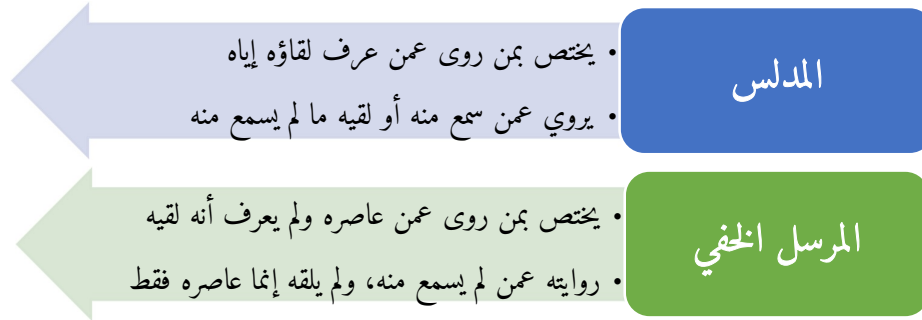 المدلس
• يختص بمن روى عمن عرف لقاؤه إياه
• يروي عمن سمع منه أو لقيه ما لم يسمع منه
المرسل الخفي
• يختص بمن روى عمن عاصره ولم يعرف أنه لقيه
• روايته عمن لم يسمع منه، ولم يلقه إنما عاصره فقط